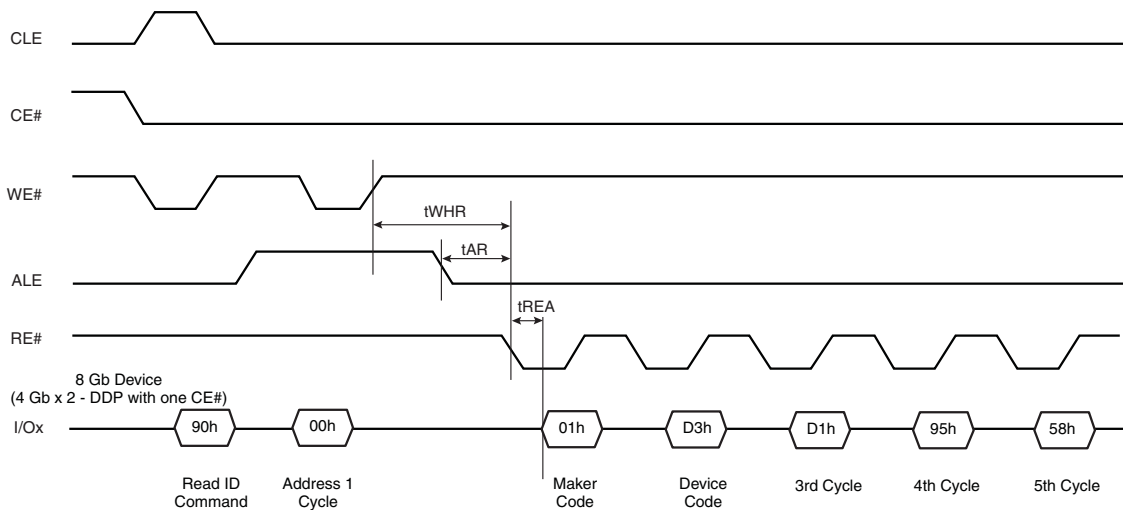 CLE
CE#
WE#
tWHR
tAR
ALE
tREA
RE#
8 Gb Device
(4 Gb x 2 - DDP with one CE#)
I/Ox
90h
00h
01h
D3h
D1h
95h
58h
Read ID
Command
Address 1
Cycle
Maker
Code
Device
Code
3rd Cycle
4th Cycle
5th Cycle